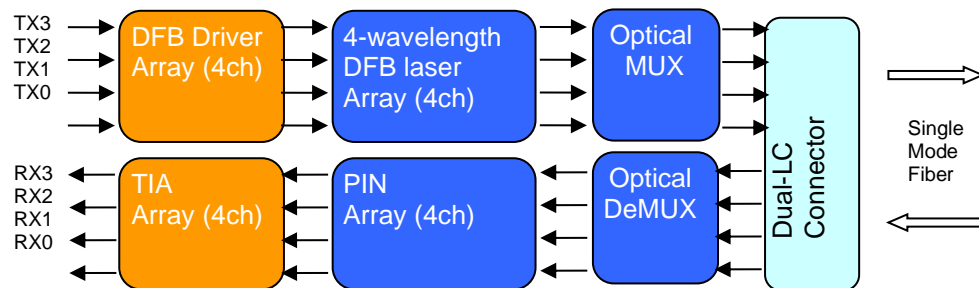 TX3
TX2
TX1
TX0
DFB Driver
Array (4ch)
4-wavelength
DFB laser
Array (4ch)
Optical
MUX
Dual-LC
Connector
Single
Mode
Fiber
RX3
RX2
RX1
RX0
TIA
Array (4ch)
PIN
Array (4ch)
Optical
DeMUX